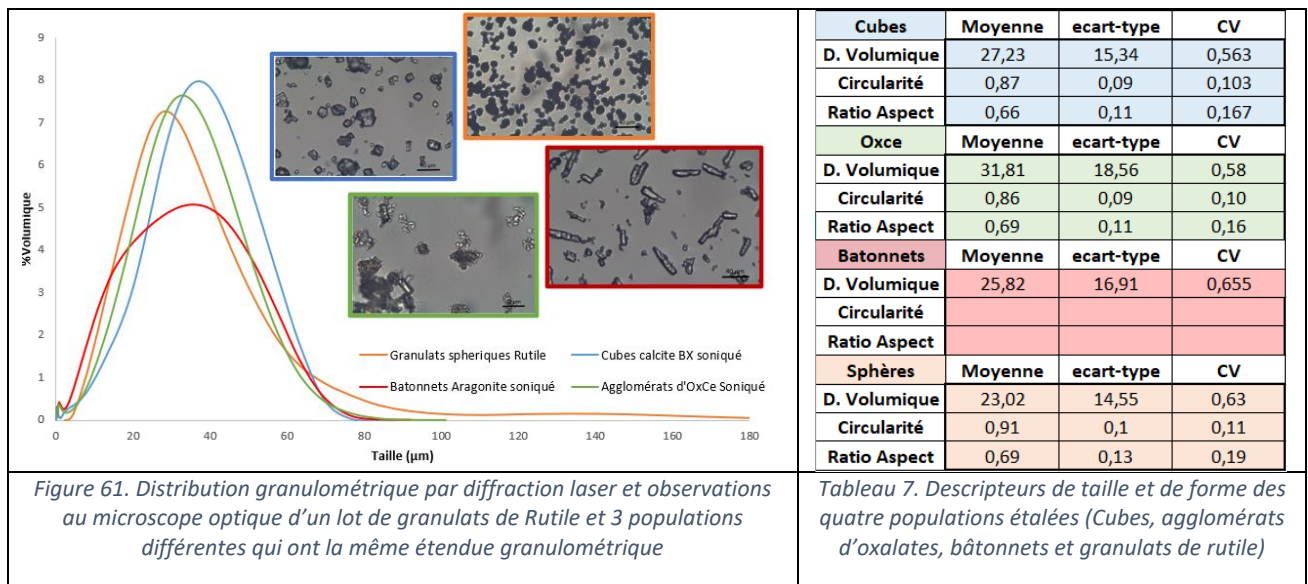 9
8
7
6
5
4
3
2
1
0
%Volumique
0 20 40 60 80 100 120 140 160 180
Taille (µm)
Granulats spheriques Rutile
Cubes calcite BX soniqué
Batonnets Aragonite soniqué
Agglomérats d'OxCe Soniqué
Figure 61. Distribution granulométrique par diffraction laser et observations
au microscope optique d'un lot de granulats de Rutile et 3 populations
différentes qui ont la même étendue granulométrique
Cubes Moyenne ecart-type CV
D. Volumique 27,23 15,34 0,563
Circularité 0,87 0,09 0,103
Ratio Aspect 0,66 0,11 0,167
Oxce Moyenne ecart-type CV
D. Volumique 31,81 18,56 0,58
Circularité 0,86 0,09 0,10
Ratio Aspect 0,69 0,11 0,16
Batonnets Moyenne ecart-type CV
D. Volumique 25,82 16,91 0,655
Circularité
Ratio Aspect
Sphères Moyenne ecart-type CV
D. Volumique 23,02 14,55 0,63
Circularité 0,91 0,1 0,11
Ratio Aspect 0,69 0,13 0,19
Tableau 7. Descripteurs de taille et de forme des
quatre populations étalées (Cubes, agglomérats
d'oxalates, bâtonnets et granulats de rutile)